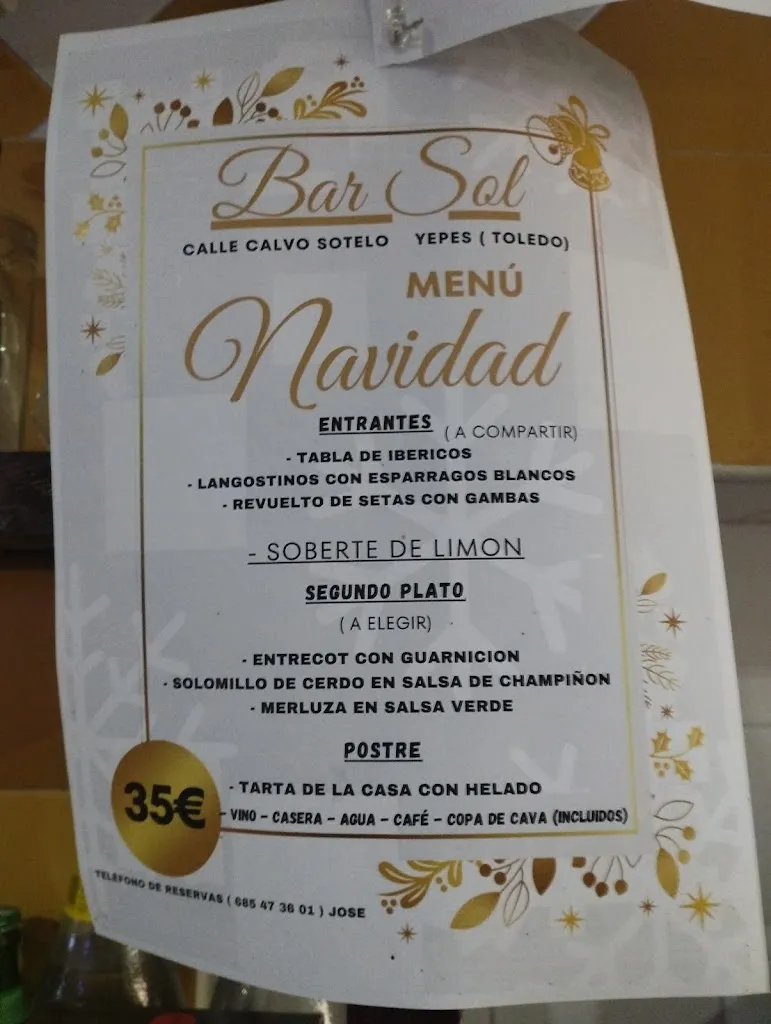 Bar Sol
CALLE CALVO SOTELO YEPES ( TOLEDO)
MENÚ
Navidad
ENTRANTES ( A COMPARTIR)
- TABLA DE IBERICOS
- LANGOSTINOS CON ESPARRAGOS BLANCOS
- REVUELTO DE SETAS CON GAMBAS
- SOBERTE DE LIMON
SEGUNDO PLATO
( A ELEGIR)
- ENTRECOT CON GUARNICION
- SOLOMILLO DE CERDO EN SALSA DE CHAMPIÑON
- MERLUZA EN SALSA VERDE
POSTRE
- TARTA DE LA CASA CON HELADO
35€
- VINO – CASERA – AGUA – CAFÉ – COPA DE CAVA (INCLUIDOS)
TELÉFONO DE RESERVAS ( 685 47 36 01 ) JOSE